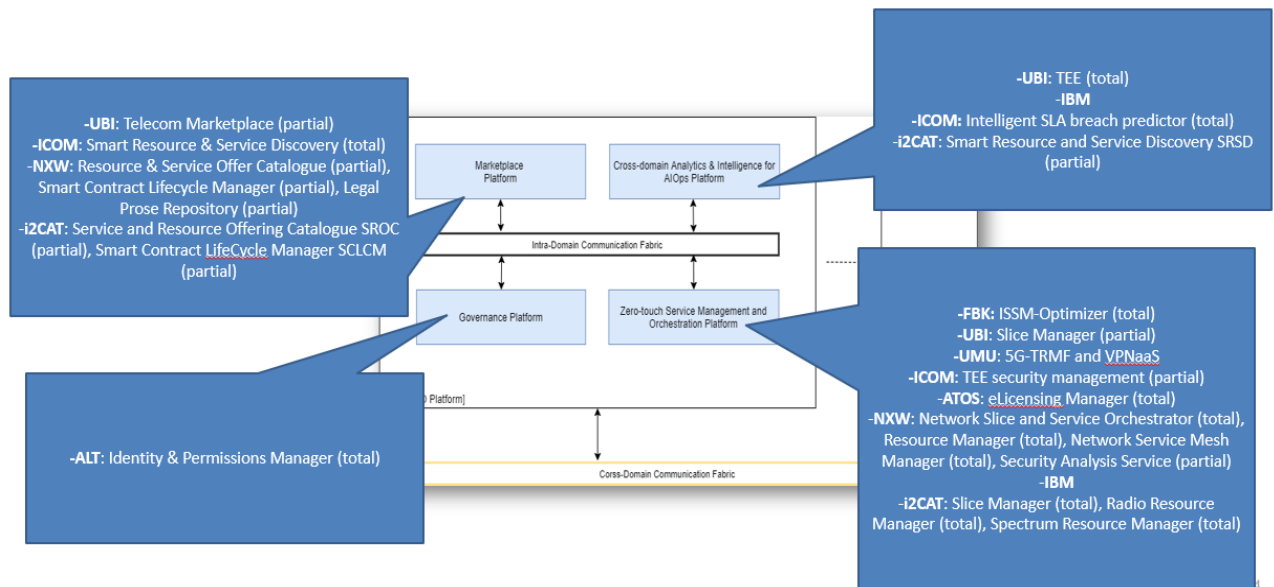 -UBI: Telecom Marketplace (partial)
-ICOM: Smart Resource & Service Discovery (total)
-NXW: Resource & Service Offer Catalogue (partial),
Smart Contract Lifecycle Manager (partial), Legal
Prose Repository (partial)
-i2CAT: Service and Resource Offering Catalogue SROC
(partial), Smart Contract LifeCycle Manager SCLCM
(partial)
-UBI: TEE (total)
-IBM
-ICOM: Intelligent SLA breach predictor (total)
-i2CAT: Smart Resource and Service Discovery SRSD
(partial)
Marketplace
Platform
Cross-domain Analytics & Intelligence for
AIOps Platform
Intra-Domain Communication Fabric
Governance Platform
Zero-touch Service Management and
Orchestration Platform
-FBK: ISSM-Optimizer (total)
-UBI: Slice Manager (partial)
-UMU: 5G-TRMF and VPNaaS
-ICOM: TEE security management (partial)
-ATOS: eLicensing Manager (total)
-NXW: Network Slice and Service Orchestrator (total),
Resource Manager (total), Network Service Mesh
Manager (total), Security Analysis Service (partial)
-IBM
-i2CAT: Slice Manager (total), Radio Resource
Manager (total), Spectrum Resource Manager (total)
-ALT: Identity & Permissions Manager (total)
Platform]
Corss-Domain Communication Fabric